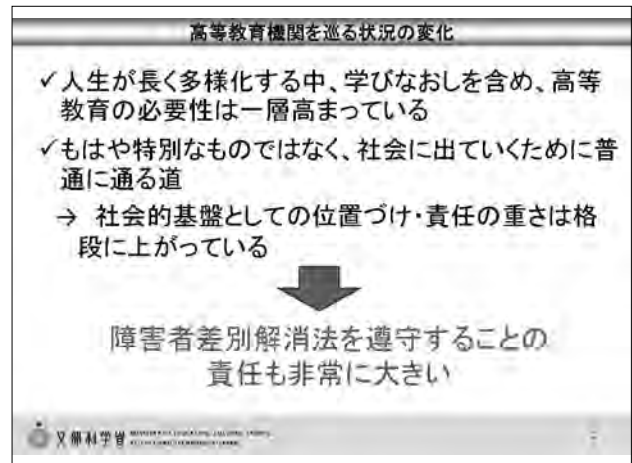 高等教育機関を巡る状況の変化
✓人生が長く多様化する中、学びなおしを含め、高等
教育の必要性は一層高まっている
✓もはや特別なものではなく、社会に出ていくために普
通に通る道
→ 社会的基盤としての位置づけ・責任の重さは格
段に上がっている
障害者差別解消法を遵守することの
責任も非常に大きい
文部科学省